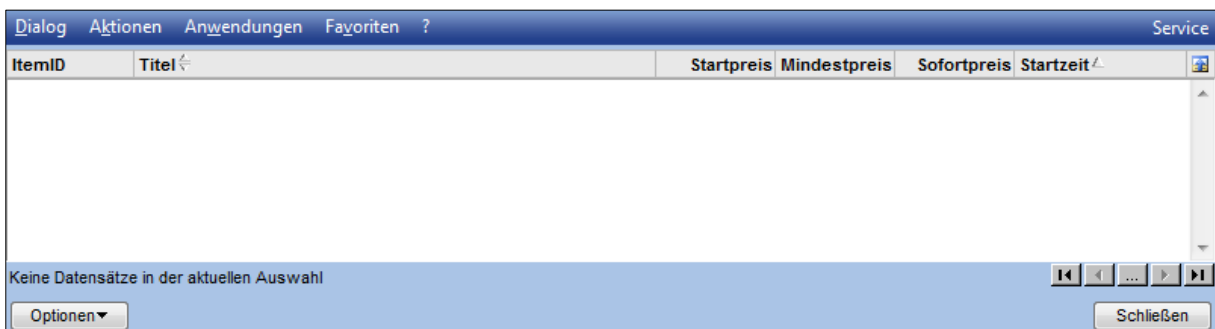 Dialog Aktionen Anwendungen Favoriten ? Service
ItemID Titel Startpreis Mindestpreis Sofortpreis Startzeit
Keine Datensätze in der aktuellen Auswahl ...
Optionen Schließen